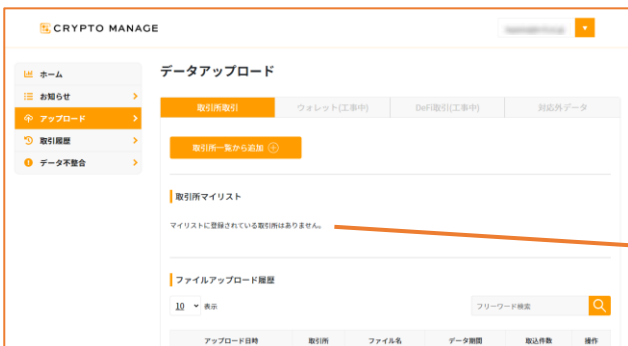 CRYPTO MANAGE
ホーム
お知らせ
アップロード
取引履歴
データ不整合
データアップロード
取引所取引
ウォレット(工事中)
DeFi取引(工事中)
対応外データ
取引所一覧から追加
取引所マイリスト
マイリストに登録されている取引所はありません。
ファイルアップロード履歴
10 表示
フリーワード検索
アップロード日時 取引所 ファイル名 データ期間 取込件数 操作